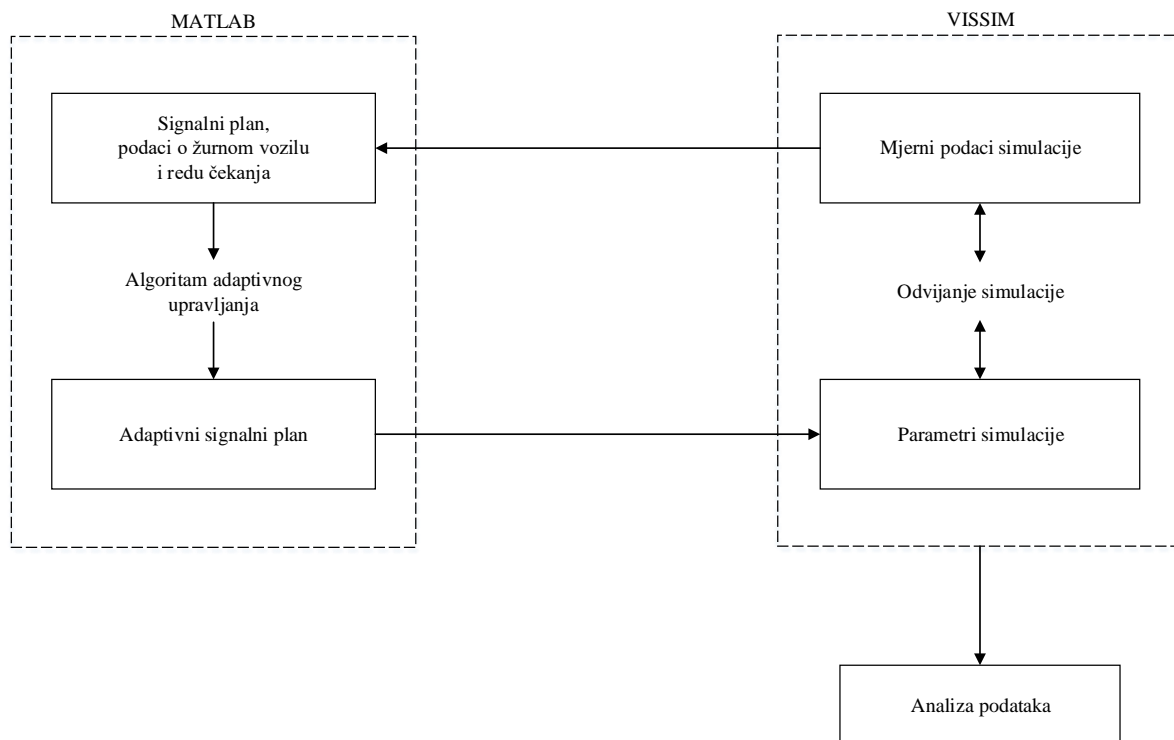 MATLAB
VISSIM
Signalni plan,
podaci o žurnom vozilu
i redu čekanja
Mjerni podaci simulacije
Algoritam adaptivnog
upravljanja
Odvijanje simulacije
Adaptivni signalni plan
Parametri simulacije
Analiza podataka